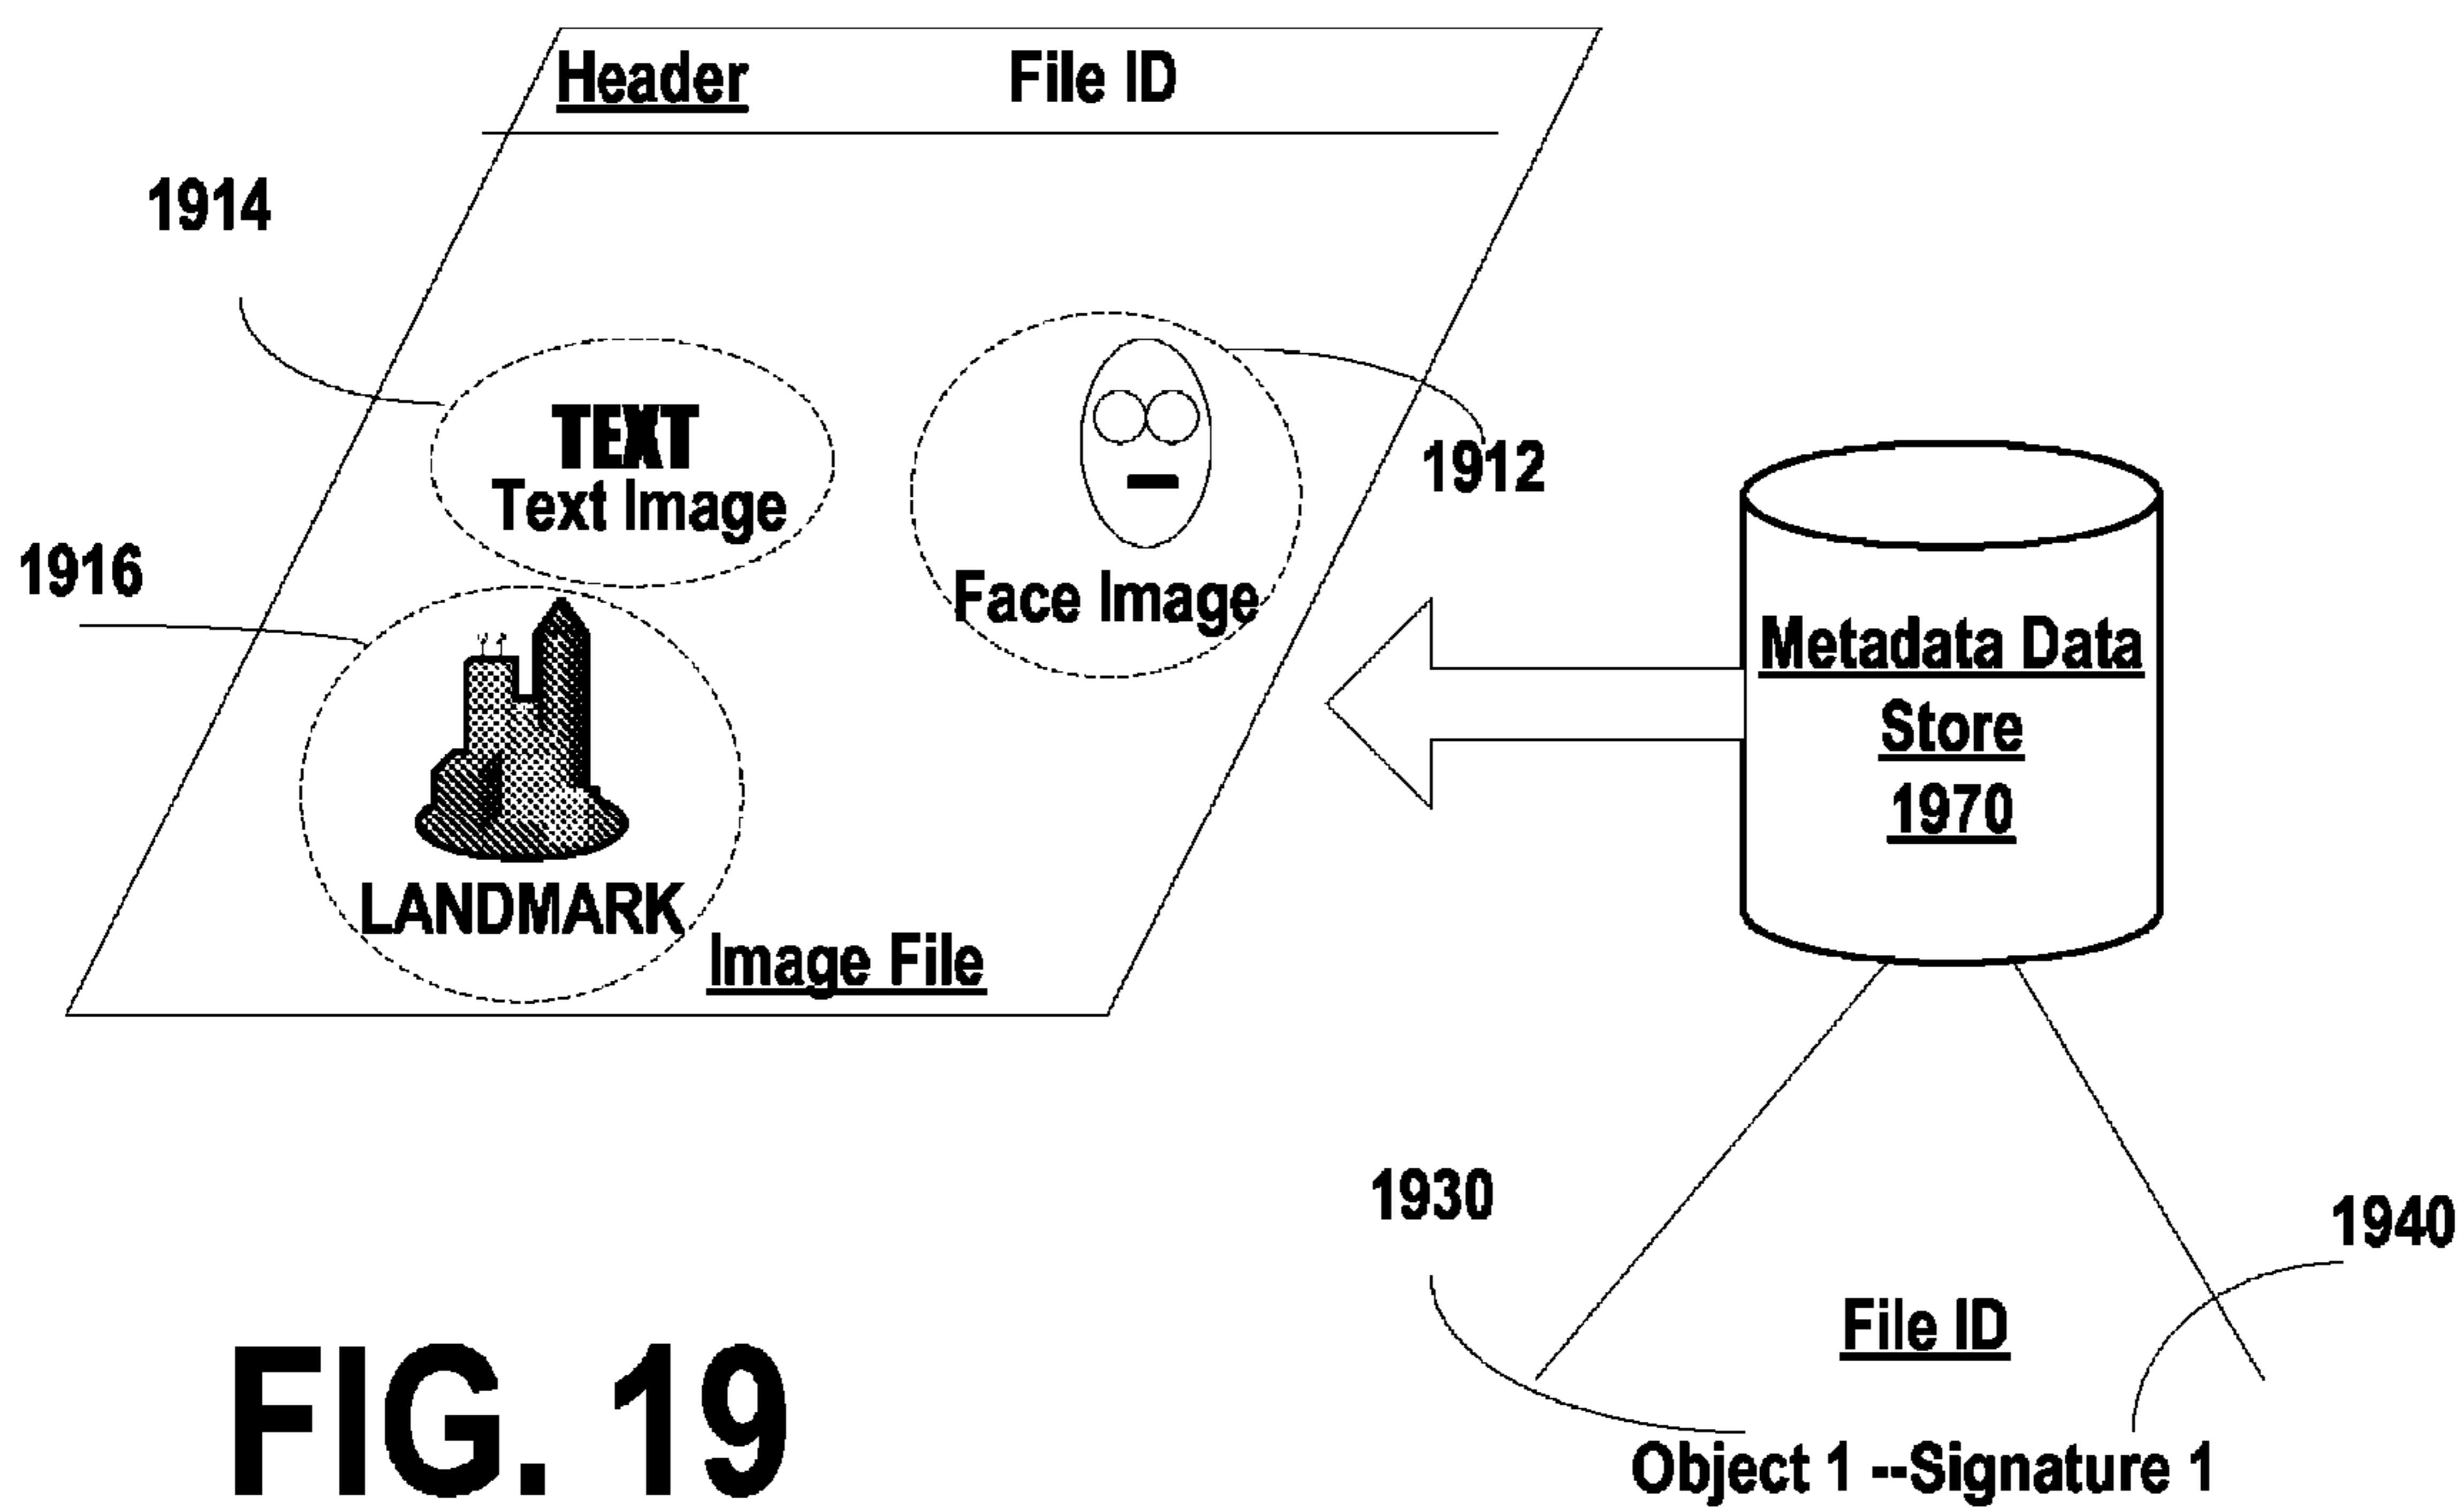 Header File ID
1914
TEXT
Text Image
1912
1916
Face Image
Metadata Data
Store
1970
LANDMARK
Image File
1930
1940
File ID
Object 1 --Signature 1
FIG. 19